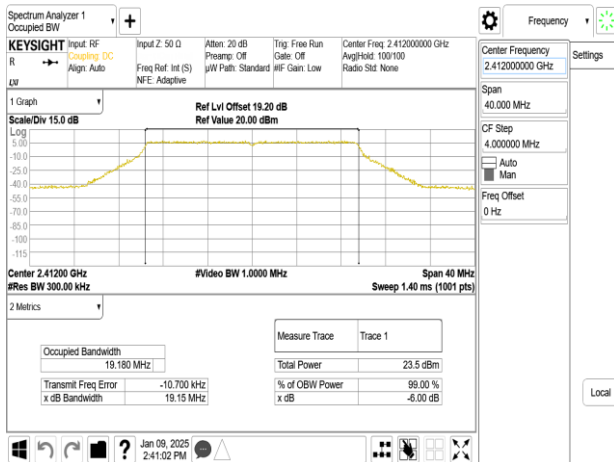 Spectrum Analyzer 1
Occupied BW
Frequency
KEYSIGHT
R
Input: RF
Coupling: DC
Align: Auto
Input Z: 50 Ω
Freq Ref: Int (S)
NFE: Adaptive
Atten: 20 dB
Preamp: Off
µW Path: Standard
Trig: Free Run
Gate: Off
#IF Gain: Low
Center Freq: 2.412000000 GHz
Avg|Hold: 100/100
Radio Std: None
Center Frequency
2.412000000 GHz
Settings
Span
40.000 MHz
CF Step
4.000000 MHz
Auto
Man
Freq Offset
0 Hz
Local
1 Graph
Scale/Div 15.0 dB
Ref Lvl Offset 19.20 dB
Ref Value 20.00 dBm
Log
5.00
-10.0
-25.0
-40.0
-55.0
-70.0
-85.0
-100
-115
Center 2.41200 GHz
#Res BW 300.00 kHz
#Video BW 1.0000 MHz
Span 40 MHz
Sweep 1.40 ms (1001 pts)
2 Metrics
Occupied Bandwidth
19.180 MHz
Transmit Freq Error -10.700 kHz
x dB Bandwidth 19.15 MHz
Measure Trace Trace 1
Total Power 23.5 dBm
% of OBW Power 99.00 %
x dB -6.00 dB
?
Jan 09, 2025
2:41:02 PM